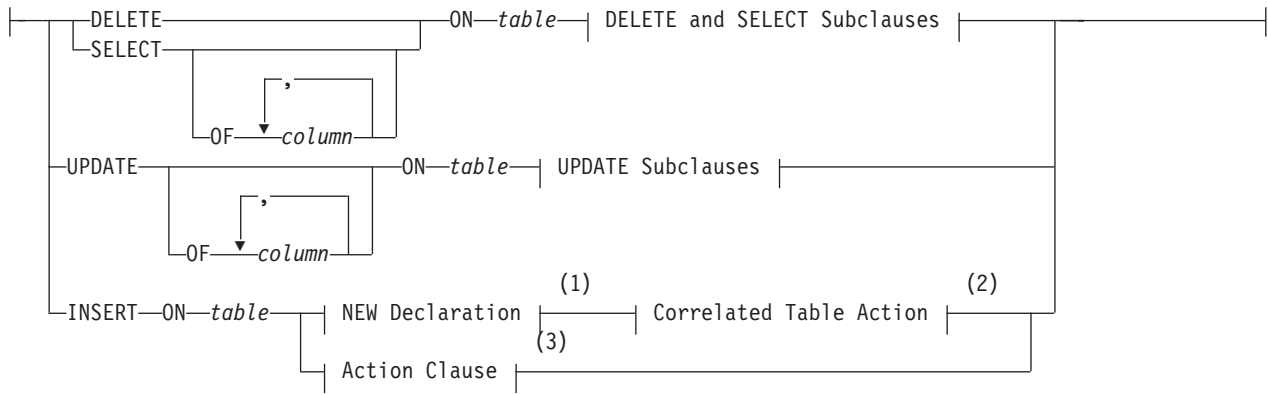 DELETE ON table DELETE and SELECT Subclauses
SELECT
,
OF column
UPDATE ON table UPDATE Subclauses
,
OF column
(1) (2)
INSERT ON table NEW Declaration Correlated Table Action
(3)
Action Clause